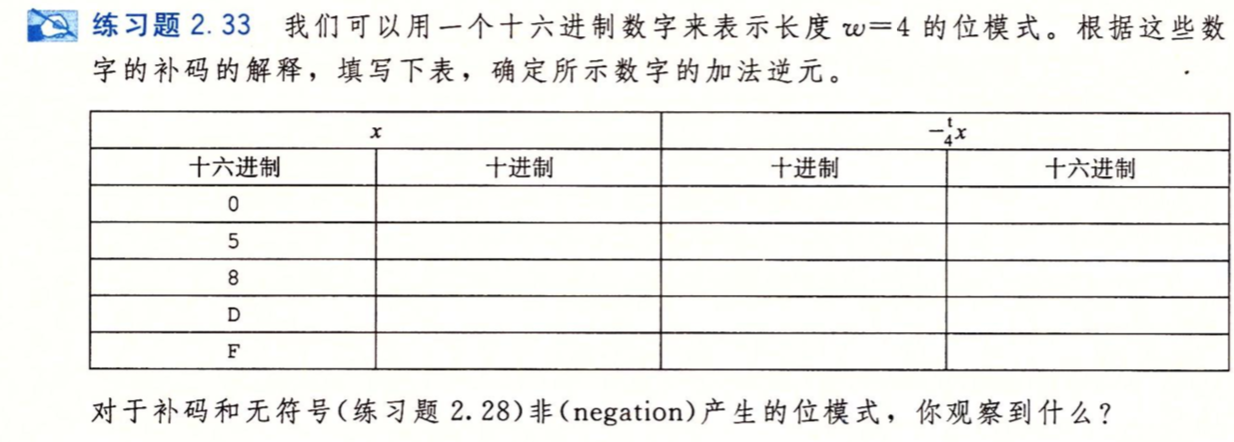 练习题 2.33 我们可以用一个十六进制数字来表示长度 w=4 的位模式。根据这些数
字的补码的解释，填写下表，确定所示数字的加法逆元。
x -ᵗ₄x
十六进制 十进制 十进制 十六进制
0
5
8
D
F
对于补码和无符号(练习题 2.28)非(negation)产生的位模式，你观察到什么?